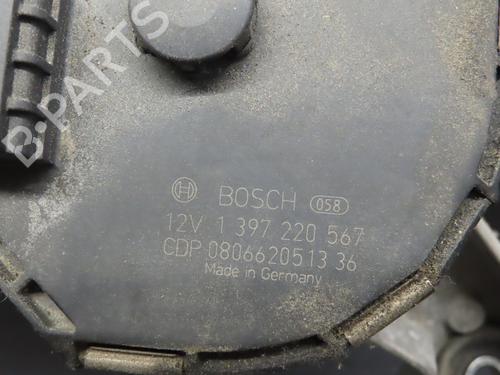 B-PARTS
BOSCH 058
12V 1 397 220 567
CDP 0806620513 36
Made in Germany